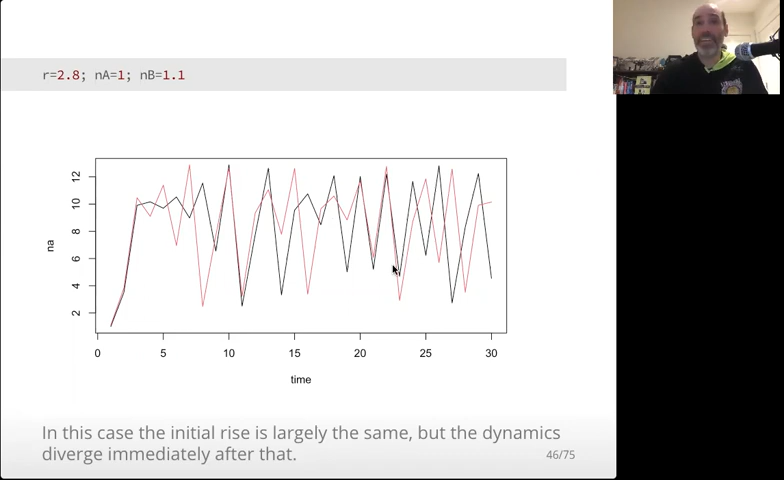 r=2.8; nA=1; nB=1.1
12
10
8
6
4
2
na
0 5 10 15 20 25 30
time
In this case the initial rise is largely the same, but the dynamics
diverge immediately after that.
46/75